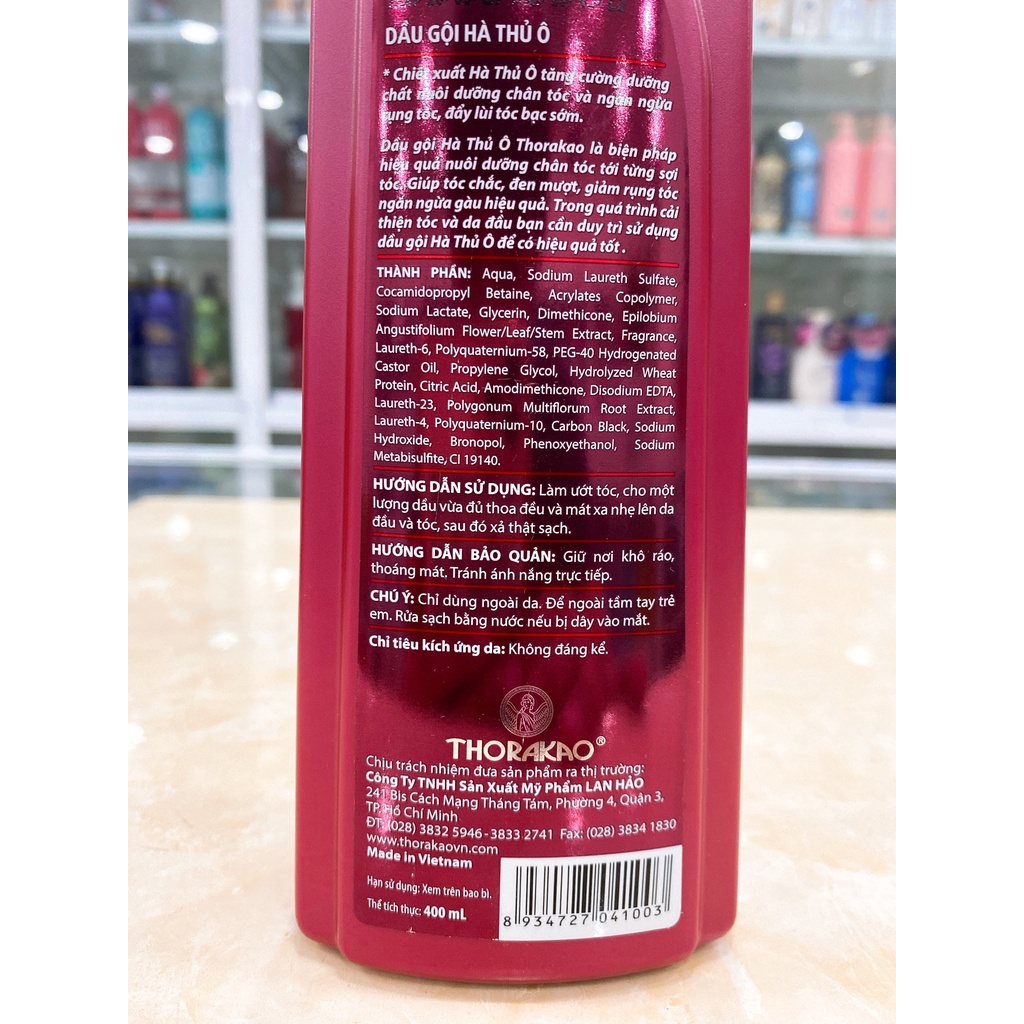 DẦU GỘI HÀ THỦ Ô
* Chiết xuất Hà Thủ Ô tăng cường dưỡng
chất nuôi dưỡng chân tóc và ngăn ngừa
rụng tóc, đẩy lùi tóc bạc sớm.
Dầu gội Hà Thủ Ô Thorakao là biện pháp
hiệu quả nuôi dưỡng chân tóc tới từng sợi
tóc. Giúp tóc chắc, đen mượt, giảm rụng tóc
ngăn ngừa gàu hiệu quả. Trong quá trình cải
thiện tóc và da đầu bạn cần duy trì sử dụng
dầu gội Hà Thủ Ô để có hiệu quả tốt .
THÀNH PHẦN: Aqua, Sodium Laureth Sulfate,
Cocamidopropyl Betaine, Acrylates Copolymer,
Sodium Lactate, Glycerin, Dimethicone, Epilobium
Angustifolium Flower/Leaf/Stem Extract, Fragrance,
Laureth-6, Polyquaternium-58, PEG-40 Hydrogenated
Castor Oil, Propylene Glycol, Hydrolyzed Wheat
Protein, Citric Acid, Amodimethicone, Disodium EDTA,
Laureth-23, Polygonum Multiflorum Root Extract,
Laureth-4, Polyquaternium-10, Carbon Black, Sodium
Hydroxide, Bronopol, Phenoxyethanol, Sodium
Metabisulfite, CI 19140.
HƯỚNG DẪN SỬ DỤNG: Làm ướt tóc, cho một
lượng dầu vừa đủ thoa đều và mát xa nhẹ lên da
đầu và tóc, sau đó xả thật sạch.
HƯỚNG DẪN BẢO QUẢN: Giữ nơi khô ráo,
thoáng mát. Tránh ánh nắng trực tiếp.
CHÚ Ý: Chỉ dùng ngoài da. Để ngoài tầm tay trẻ
em. Rửa sạch bằng nước nếu bị dây vào mắt.
Chỉ tiêu kích ứng da: Không đáng kể.
THORAKAO®
Chịu trách nhiệm đưa sản phẩm ra thị trường:
Công Ty TNHH Sản Xuất Mỹ Phẩm LAN HẢO
241 Bis Cách Mạng Tháng Tám, Phường 4, Quận 3,
TP. Hồ Chí Minh
ĐT: (028) 3832 5946 - 3833 2741 Fax: (028) 3834 1830
www.thorakaovn.com
Made in Vietnam
Hạn sử dụng: Xem trên bao bì.
Thể tích thực: 400 mL
8 934727 041003